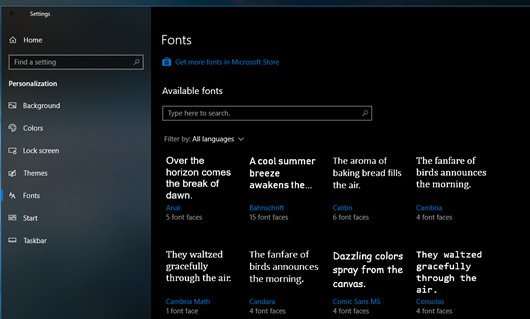 Settings
Home
Find a setting
Personalization
Background
Colors
Lock screen
Themes
Fonts
Start
Taskbar
Fonts
Get more fonts in Microsoft Store
Available fonts
Type here to search.
Filter by: All languages
Over the
horizon comes
the break of
dawn.
Arial
5 font faces
A cool summer
breeze
awakens the...
Bahnschrift
15 font faces
The aroma of
baking bread fills
the air.
Calibri
6 font faces
The fanfare of
birds announces
the morning.
Cambria
4 font faces
They waltzed
gracefully
through the air.
Cambria Math
1 font face
The fanfare of
birds announces
the morning.
Candara
4 font faces
Dazzling colors
spray from the
canvas.
Comic Sans MS
4 font faces
They waltzed
gracefully
through the
air.
Consolas
4 font faces